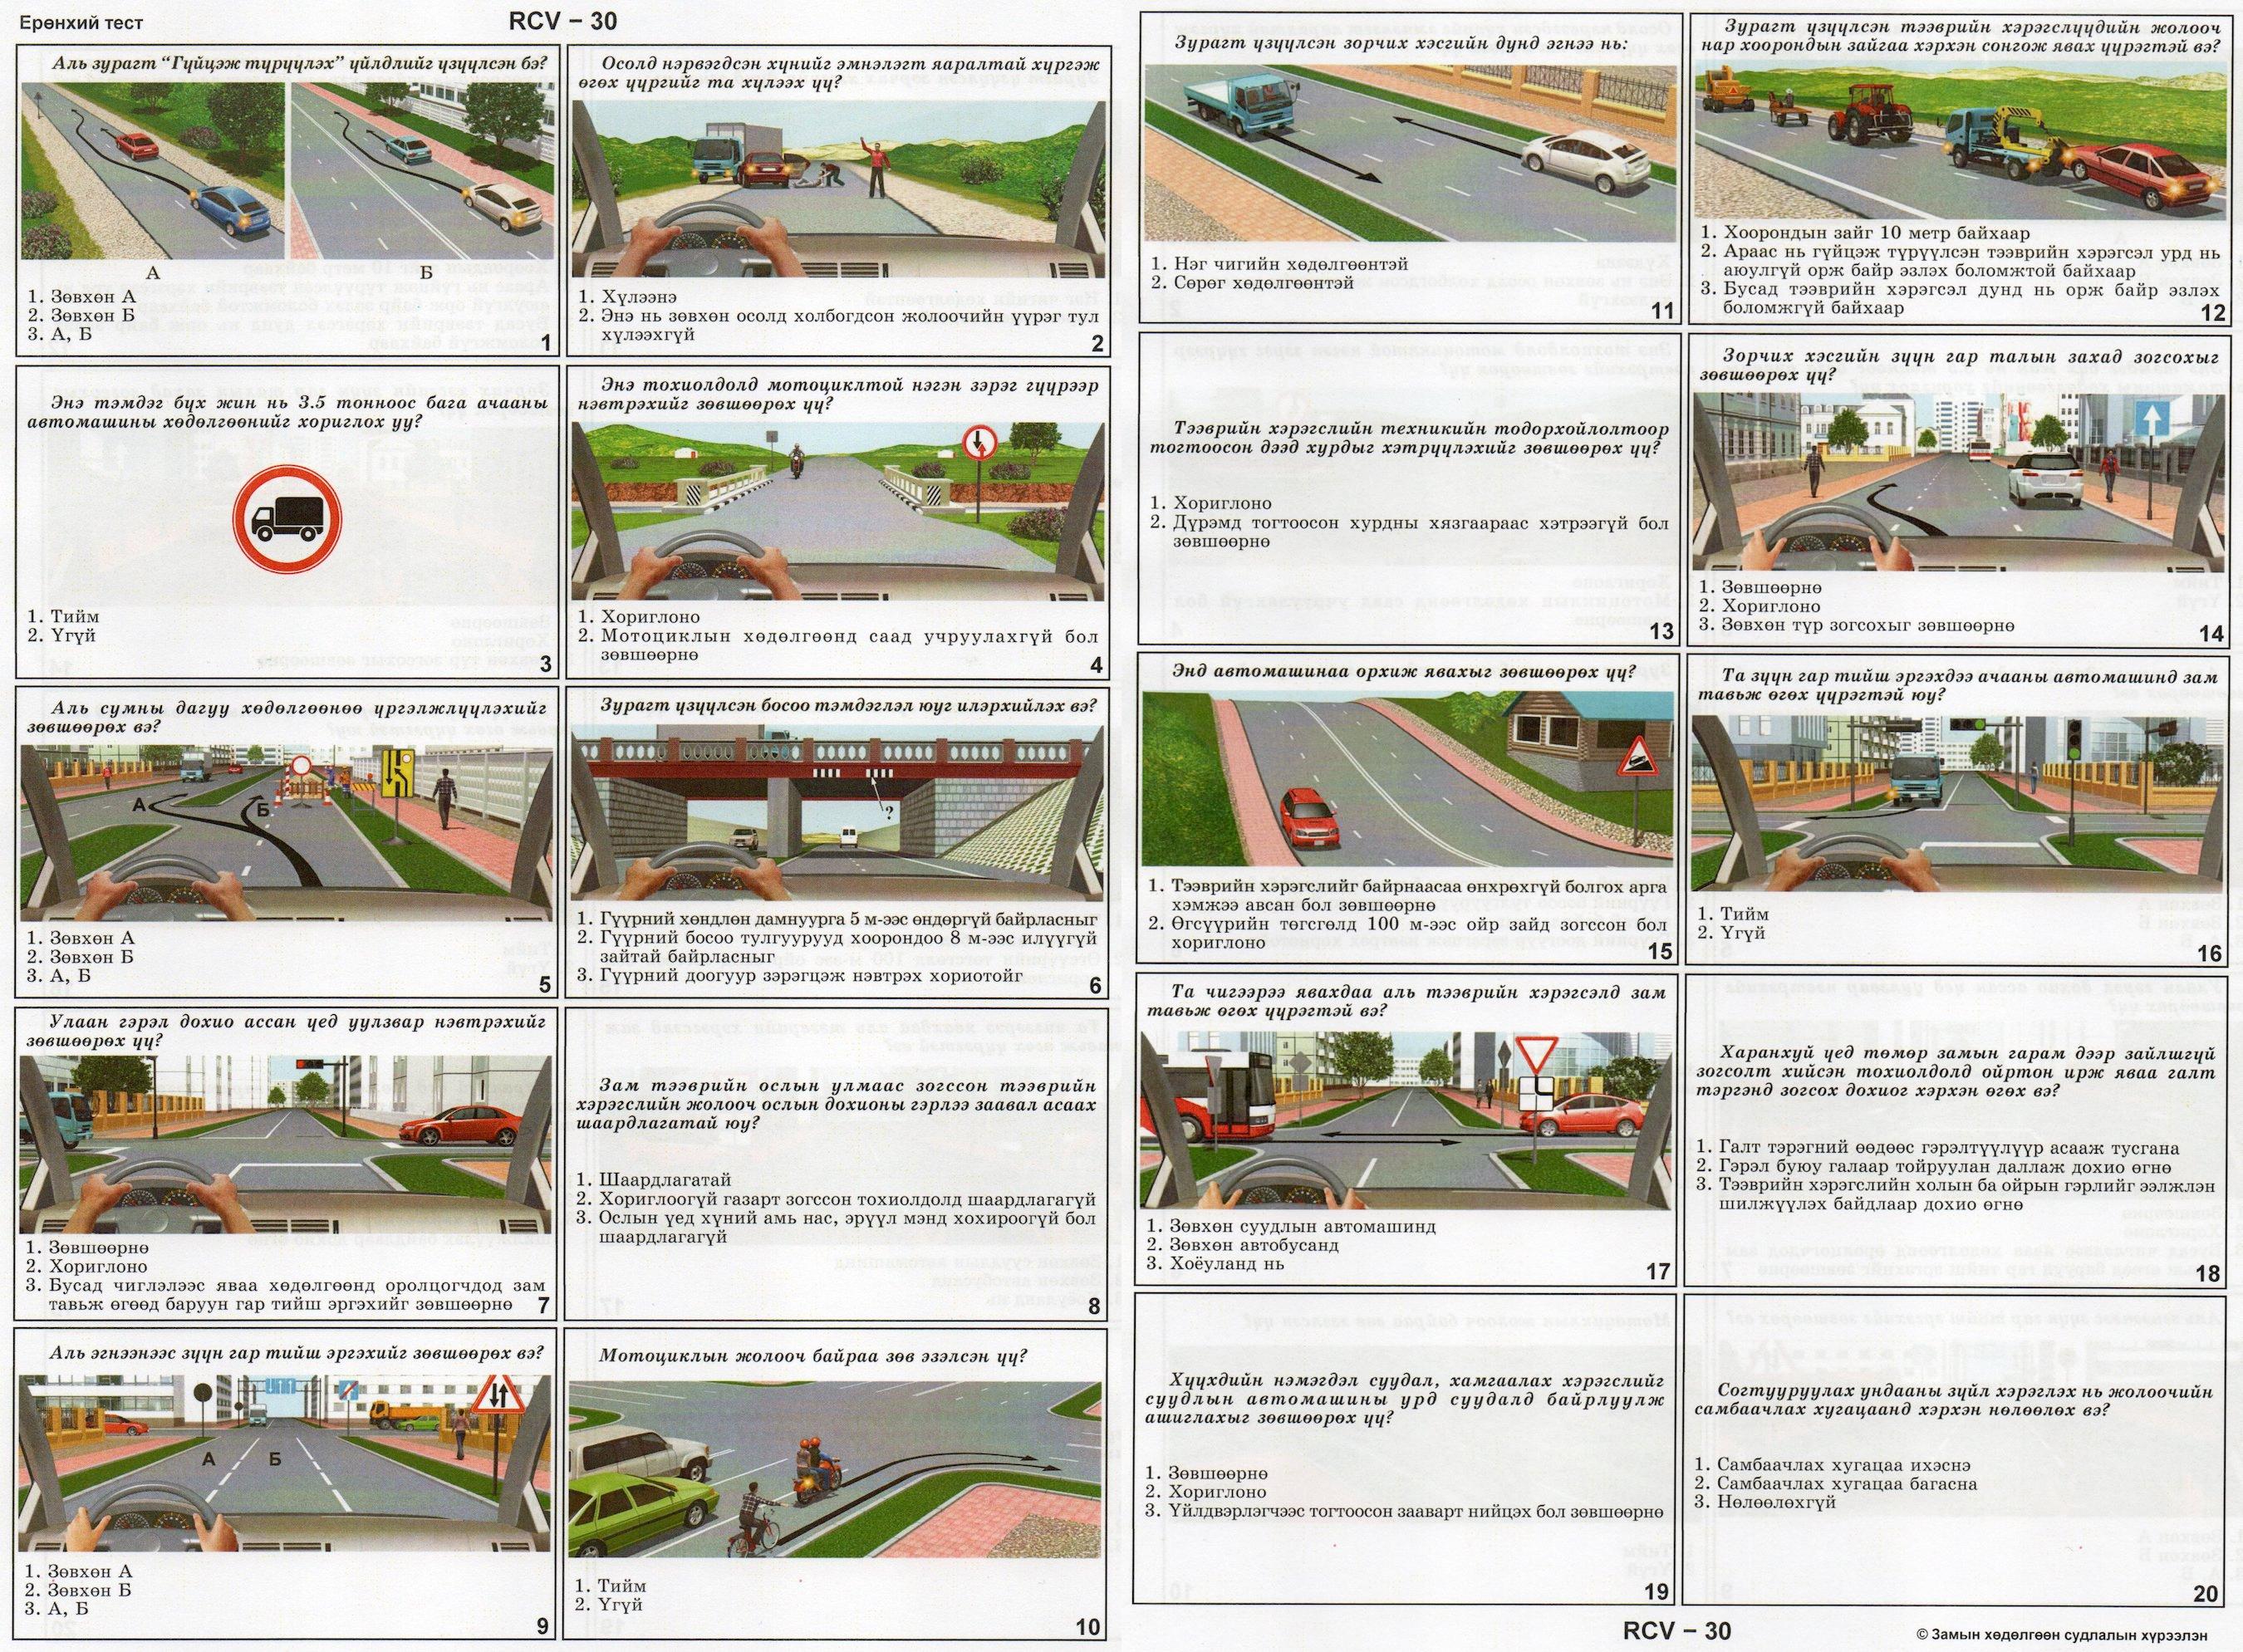 Ерөнхий тест
RCV – 30
Аль зурагт “Гүйцэж түрүүлэх” үйлдлийг үзүүлсэн бэ?
А
Б
1. Зөвхөн А
2. Зөвхөн Б
3. А, Б
1
Осолд нэрвэгдсэн хүнийг эмнэлэгт яаралтай хүргэж
өгөх үүргийг та хүлээх үү?
1. Хүлээнэ
2. Энэ нь зөвхөн осолд холбогдсон жолоочийн үүрэг тул
хүлээхгүй
2
Энэ тэмдэг бүх жин нь 3.5 тонноос бага ачааны
автомашины хөдөлгөөнийг хориглох уу?
1. Тийм
2. Үгүй
3
Энэ тохиолдолд мотоциклтой нэгэн зэрэг гүүрээр
нэвтрэхийг зөвшөөрөх үү?
1. Хориглоно
2. Мотоциклын хөдөлгөөнд саад учруулахгүй бол
зөвшөөрнө
4
Аль сумны дагуу хөдөлгөөнөө үргэлжлүүлэхийг
зөвшөөрөх вэ?
А
Б
1. Зөвхөн А
2. Зөвхөн Б
3. А, Б
5
Зурагт үзүүлсэн босоо тэмдэглэл юуг илэрхийлэх вэ?
?
1. Гүүрний хөндлөн дамнуурга 5 м-ээс өндөргүй байрласныг
2. Гүүрний босоо тулгуурууд хоорондоо 8 м-ээс илүүгүй
зайтай байрласныг
3. Гүүрний доогуур зэрэгцэж нэвтрэх хориотойг
6
Улаан гэрэл дохио ассан үед уулзвар нэвтрэхийг
зөвшөөрөх үү?
1. Зөвшөөрнө
2. Хориглоно
3. Бусад чиглэлээс яваа хөдөлгөөнд оролцогчдод зам
тавьж өгөөд баруун гар тийш эргэхийг зөвшөөрнө
7
Зам тээврийн ослын улмаас зогссон тээврийн
хэрэгслийн жолооч ослын дохионы гэрлээ заавал асаах
шаардлагатай юу?
1. Шаардлагатай
2. Хориглоогүй газарт зогссон тохиолдолд шаардлагагүй
3. Ослын үед хүний амь нас, эрүүл мэнд хохироогүй бол
шаардлагагүй
8
Аль эгнээнээс зүүн гар тийш эргэхийг зөвшөөрөх вэ?
А
Б
1. Зөвхөн А
2. Зөвхөн Б
3. А, Б
9
Мотоциклын жолооч байраа зөв эзэлсэн үү?
1. Тийм
2. Үгүй
10
Зурагт үзүүлсэн зорчих хэсгийн дунд эгнээ нь:
1. Нэг чигийн хөдөлгөөнтэй
2. Сөрөг хөдөлгөөнтэй
11
Зурагт үзүүлсэн тээврийн хэрэгслүүдийн жолооч
нар хоорондын зайгаа хэрхэн сонгож явах үүрэгтэй вэ?
1. Хоорондын зайг 10 метр байхаар
2. Араас нь гүйцэж түрүүлсэн тээврийн хэрэгсэл урд нь
аюулгүй орж байр эзлэх боломжтой байхаар
3. Бусад тээврийн хэрэгсэл дунд нь орж байр эзлэх
боломжгүй байхаар
12
Тээврийн хэрэгслийн техникийн тодорхойлолтоор
тогтоосон дээд хурдыг хэтрүүлэхийг зөвшөөрөх үү?
1. Хориглоно
2. Дүрэмд тогтоосон хурдны хязгаараас хэтрээгүй бол
зөвшөөрнө
13
Зорчих хэсгийн зүүн гар талын захад зогсохыг
зөвшөөрөх үү?
1. Зөвшөөрнө
2. Хориглоно
3. Зөвхөн түр зогсохыг зөвшөөрнө
14
Энд автомашинаа орхиж явахыг зөвшөөрөх үү?
1. Тээврийн хэрэгслийг байрнаасаа өнхрөхгүй болгох арга
хэмжээ авсан бол зөвшөөрнө
2. Өгсүүрийн төгсгөлд 100 м-ээс ойр зайд зогссон бол
хориглоно
15
Та зүүн гар тийш эргэхдээ ачааны автомашинд зам
тавьж өгөх үүрэгтэй юу?
1. Тийм
2. Үгүй
16
Та чигээрээ явахдаа аль тээврийн хэрэгсэлд зам
тавьж өгөх үүрэгтэй вэ?
1. Зөвхөн суудлын автомашинд
2. Зөвхөн автобусанд
3. Хоёуланд нь
17
Харанхуй үед төмөр замын гарам дээр зайлшгүй
зогсолт хийсэн тохиолдолд ойртон ирж яваа галт
тэргэнд зогсох дохиог хэрхэн өгөх вэ?
1. Галт тэрэгний өөдөөс гэрэлтүүлүүр асааж тусгана
2. Гэрэл буюу галаар тойруулан даллаж дохио өгнө
3. Тээврийн хэрэгслийн холын ба ойрын гэрлийг ээлжлэн
шилжүүлэх байдлаар дохио өгнө
18
Хүүхдийн нэмэгдэл суудал, хамгаалах хэрэгслийг
суудлын автомашины урд суудалд байрлуулж
ашиглахыг зөвшөөрөх үү?
1. Зөвшөөрнө
2. Хориглоно
3. Үйлдвэрлэгчээс тогтоосон зааварт нийцэх бол зөвшөөрнө
19
Согтууруулах ундааны зүйл хэрэглэх нь жолоочийн
самбаачлах хугацаанд хэрхэн нөлөөлөх вэ?
1. Самбаачлах хугацаа ихэснэ
2. Самбаачлах хугацаа багасна
3. Нөлөөлөхгүй
20
RCV – 30
© Замын хөдөлгөөн судлалын хүрээлэн